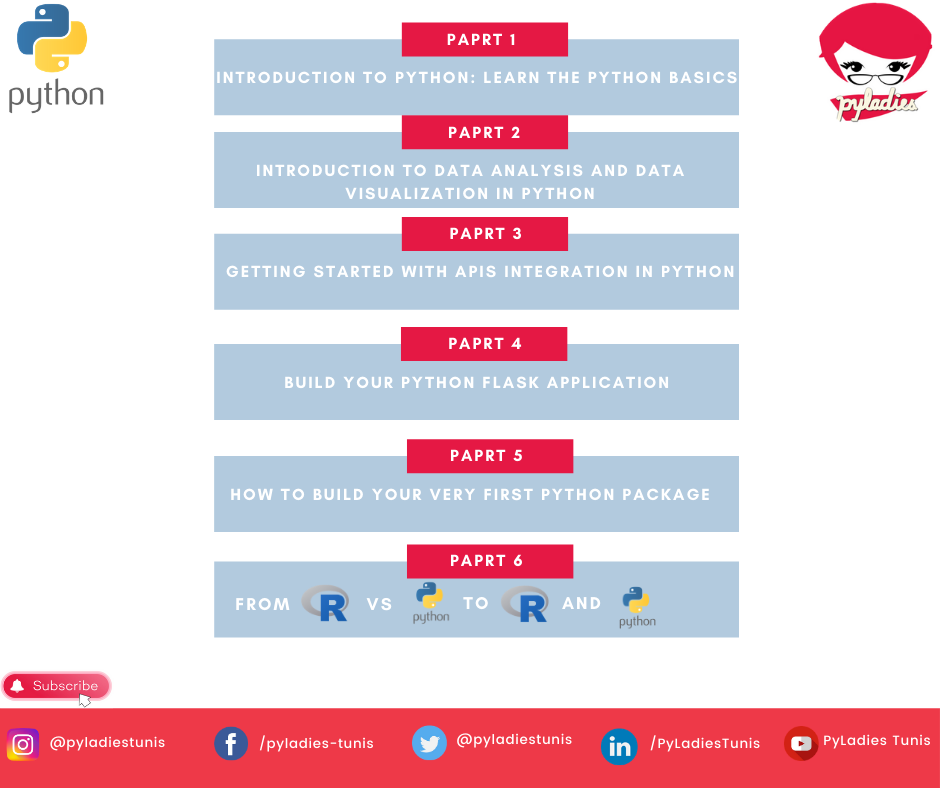 python
pyladies
PAPRT 1
INTRODUCTION TO PYTHON: LEARN THE PYTHON BASICS
PAPRT 2
INTRODUCTION TO DATA ANALYSIS AND DATA
VISUALIZATION IN PYTHON
PAPRT 3
GETTING STARTED WITH APIS INTEGRATION IN PYTHON
PAPRT 4
BUILD YOUR PYTHON FLASK APPLICATION
PAPRT 5
HOW TO BUILD YOUR VERY FIRST PYTHON PACKAGE
PAPRT 6
FROM R VS python TO R AND python
Subscribe
@pyladiestunis /pyladies-tunis @pyladiestunis in /PyLadiesTunis PyLadies Tunis